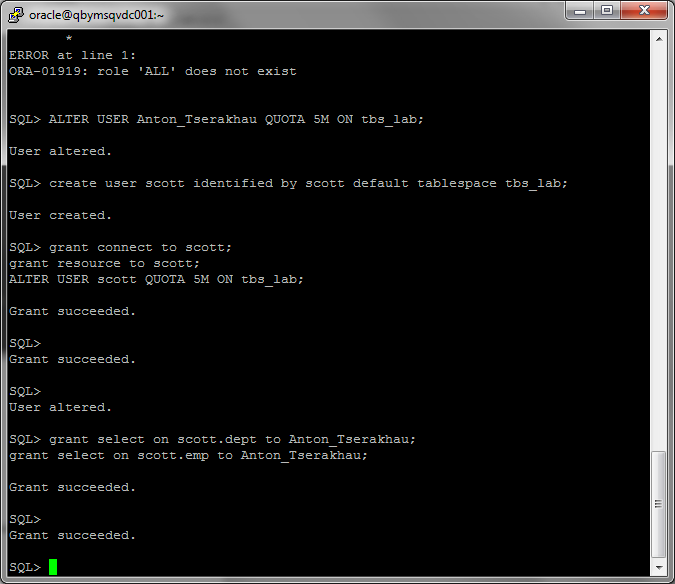 oracle@qbymsqvdc001:~
*
ERROR at line 1:
ORA-01919: role 'ALL' does not exist
SQL> ALTER USER Anton_Tserakhau QUOTA 5M ON tbs_lab;
User altered.
SQL> create user scott identified by scott default tablespace tbs_lab;
User created.
SQL> grant connect to scott;
grant resource to scott;
ALTER USER scott QUOTA 5M ON tbs_lab;
Grant succeeded.
SQL>
Grant succeeded.
SQL>
User altered.
SQL> grant select on scott.dept to Anton_Tserakhau;
grant select on scott.emp to Anton_Tserakhau;
Grant succeeded.
SQL>
Grant succeeded.
SQL>